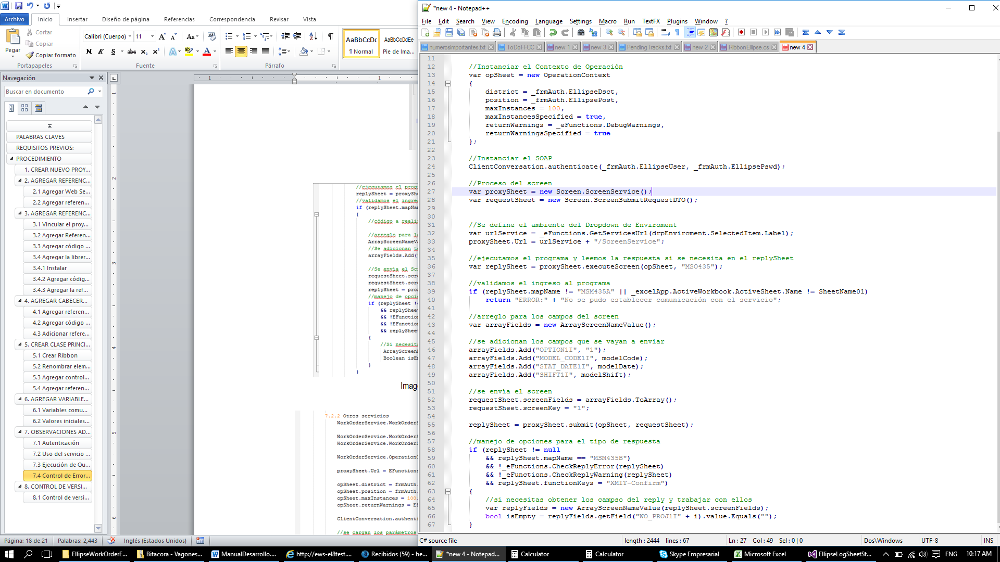 Archivo Inicio Insertar Diseño de página Referencias Correspondencia Revisar Vista
Cortar
Copiar
Pegar
Copiar formato
Portapapeles
Calibri (Cuerpo) 11
Fuente
Párrafo
AaBbCcDc
¶ Normal
AaBbCcDdEe
Pie de Ima...
Navegación
Buscar en documento
PALABRAS CLAVES
REQUISITOS PREVIOS:
PROCEDIMIENTO
1. CREAR NUEVO PROY...
2. AGREGAR REFERENC...
2.1 Agregar Web Se...
2.2 Agregar referen...
3. AGREGAR REFERENC...
3.1 Vincular el proy...
3.2 Agregar Referen...
3.3 Agregar código ...
3.4 Agregar la librer...
3.4.1 Instalar
3.4.2 Agregar códig...
3.4.3 Agregar la ref...
4. AGREGAR CABECER...
4.1 Agregar referen...
4.2 Agregar código ...
4.3 Adicionar refere...
5. CREAR CLASE PRINCI...
5.1 Crear Ribbon
5.2 Renombrar elem...
5.3 Agregar control...
5.4 Agregar referen...
6. AGREGAR VARIABLE...
6.1 Variables comu...
6.2 Valores iniciales...
7. OBSERVACIONES AD...
7.1 Autenticación
7.2 Uso del servicio ...
7.3 Ejecución de Qu...
7.4 Control de Error...
8. CONTROL DE VERSI...
8.1 Control de versi...
//ejecutamos el prog
replySheet = proxyShe
//validamos el ingre
if (replySheet.mapName
{
//código a reali
//arreglo para lo
ArrayScreenNameVa
//Se adicionan t
arrayFields.Add(
//Se envía el Sc
requestSheet.scre
requestSheet.scre
replySheet = prox
//manejo de opci
if (replySheet !=
&& replyShee
&& !EFunction
&& !EFunction
&& replyShee
{
//Si necesit
ArrayScreenN
Boolean isEm
}
}
Imag
7.2.2 Otros servicios
WorkOrderService.WorkOrderS
WorkOrderService.WorkOrderS
WorkOrderService.WorkOrderS
WorkOrderService.OperationC
proxySheet.Url = EFunctions
opSheet.district = frmAuth.
opSheet.position = frmAuth.
opSheet.maxInstances = 100,
opSheet.returnWarnings = EF
ClientConversation.authenti
//se cargan los parámetros
Página: 18 de 21 Palabras: 2,443 Inglés (Estados Unidos)
*new 4 - Notepad++
File Edit Search View Encoding Language Settings Macro Run TextFX Plugins Window ?
numerosimportantes.txt ToDoFFCC new 1 new 3 PendingTracks.txt new 2 RibbonEllipse.cs new 4
11
12 //Instanciar el Contexto de Operación
13 var opSheet = new OperationContext
14 {
15 district = _frmAuth.EllipseDsct,
16 position = _frmAuth.EllipsePost,
17 maxInstances = 100,
18 maxInstancesSpecified = true,
19 returnWarnings = _eFunctions.DebugWarnings,
20 returnWarningsSpecified = true
21 };
22
23 //Instanciar el SOAP
24 ClientConversation.authenticate(_frmAuth.EllipseUser, _frmAuth.EllipsePswd);
25
26 //Proceso del screen
27 var proxySheet = new Screen.ScreenService();
28 var requestSheet = new Screen.ScreenSubmitRequestDTO();
29
30
31 //Se define el ambiente del Dropdown de Enviroment
32 var urlService = _eFunctions.GetServicesUrl(drpEnviroment.SelectedItem.Label);
33 proxySheet.Url = urlService + "/ScreenService";
34
35 //ejecutamos el programa y leemos la respuesta si se necesita en el replySheet
36 var replySheet = proxySheet.executeScreen(opSheet, "MSO435");
37
38 //validamos el ingreso al programa
39 if (replySheet.mapName != "MSM435A" || _excelApp.ActiveWorkbook.ActiveSheet.Name != SheetName01)
40 return "ERROR:" + "No se pudo establecer comunicación con el servicio";
41
42 //arreglo para los campos del screen
43 var arrayFields = new ArrayScreenNameValue();
44
45 //se adicionan los campos que se vayan a enviar
46 arrayFields.Add("OPTION1I", "1");
47 arrayFields.Add("MODEL_CODE1I", modelCode);
48 arrayFields.Add("STAT_DATE1I", modelDate);
49 arrayFields.Add("SHIFT1I", modelShift);
50
51 //se envía el screen
52 requestSheet.screenFields = arrayFields.ToArray();
53 requestSheet.screenKey = "1";
54
55 replySheet = proxySheet.submit(opSheet, requestSheet);
56
57 //manejo de opciones para el tipo de respuesta
58 if (replySheet != null
59 && replySheet.mapName == "MSM435B")
60 && !_eFunctions.CheckReplyError(replySheet)
61 && !_eFunctions.CheckReplyWarning(replySheet)
62 && replySheet.functionKeys = "XMIT-Confirm")
63 {
64 //si necesitas obtener los campso del reply y trabajar con ellos
65 var replyFields = new ArrayScreenNameValue(replySheet.screenFields);
66 bool isEmpty = replyFields.getField("WO_PROJ1I" + i).value.Equals("");
67 }
C# source file length : 2444 lines : 67 Ln : 27 Col : 49 Sel : 0 | 0 Dos\Windows UTF-8 INS
EllipseWorkOrderE... Bitacora - Vagones... ManualDesarrollo.... http://ews-el8test.... Recibidos (59) - he... *new 4 - Notepad... Calculator Calculator Skype Empresarial Microsoft Excel EllipseLogSheetSt... ENG 10:17 AM